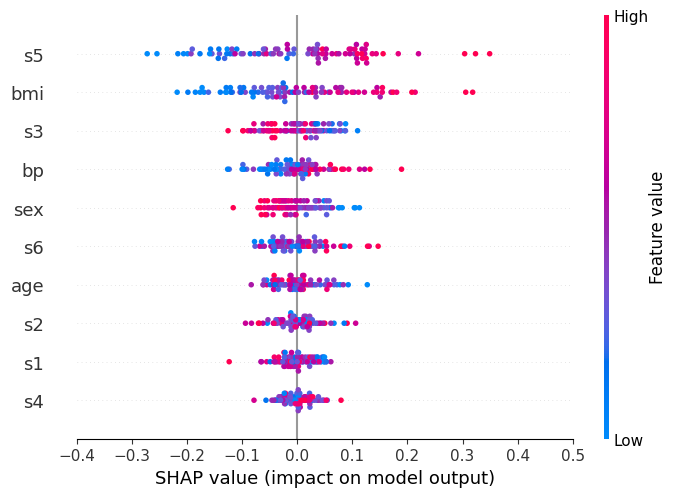 High
s5
bmi
s3
bp
sex
s6
age
s2
s1
s4
Feature value
Low
−0.4 −0.3 −0.2 −0.1 0.0 0.1 0.2 0.3 0.4 0.5
SHAP value (impact on model output)